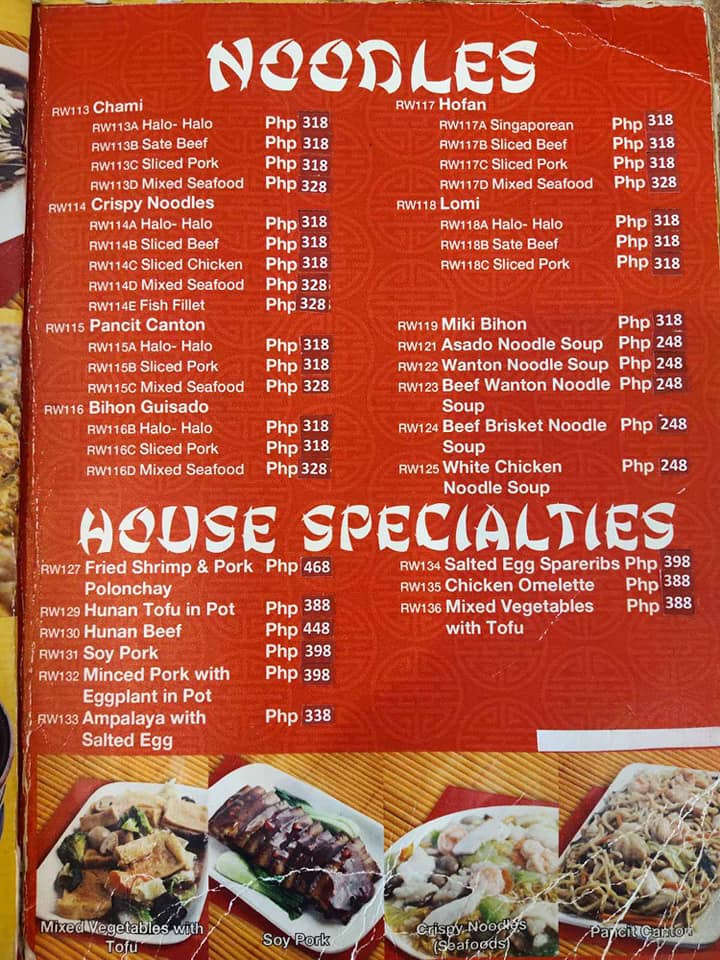 NOODLES
RW113 Chami
RW113A Halo- Halo Php 318
RW113B Sate Beef Php 318
RW113C Sliced Pork Php 318
RW113D Mixed Seafood Php 328
RW114 Crispy Noodles
RW114A Halo- Halo Php 318
RW114B Sliced Beef Php 318
RW114C Sliced Chicken Php 318
RW114D Mixed Seafood Php 328
RW114E Fish Fillet Php 328
RW115 Pancit Canton
RW115A Halo- Halo Php 318
RW115B Sliced Pork Php 318
RW115C Mixed Seafood Php 328
RW116 Bihon Guisado
RW116B Halo- Halo Php 318
RW116C Sliced Pork Php 318
RW116D Mixed Seafood Php 328
RW117 Hofan
RW117A Singaporean Php 318
RW117B Sliced Beef Php 318
RW117C Sliced Pork Php 318
RW117D Mixed Seafood Php 328
RW118 Lomi
RW118A Halo- Halo Php 318
RW118B Sate Beef Php 318
RW118C Sliced Pork Php 318
RW119 Miki Bihon Php 318
RW121 Asado Noodle Soup Php 248
RW122 Wanton Noodle Soup Php 248
RW123 Beef Wanton Noodle Php 248
Soup
RW124 Beef Brisket Noodle Php 248
Soup
RW125 White Chicken Php 248
Noodle Soup
HOUSE SPECIALTIES
RW127 Fried Shrimp & Pork Php 468
Polonchay
RW129 Hunan Tofu in Pot Php 388
RW130 Hunan Beef Php 448
RW131 Soy Pork Php 398
RW132 Minced Pork with Php 398
Eggplant in Pot
RW133 Ampalaya with Php 338
Salted Egg
RW134 Salted Egg Spareribs Php 398
RW135 Chicken Omelette Php 388
RW136 Mixed Vegetables Php 388
with Tofu
Mixed Vegetables with
Tofu
Soy Pork
Crispy Noodles
(Seafoods)
Pancit Canton